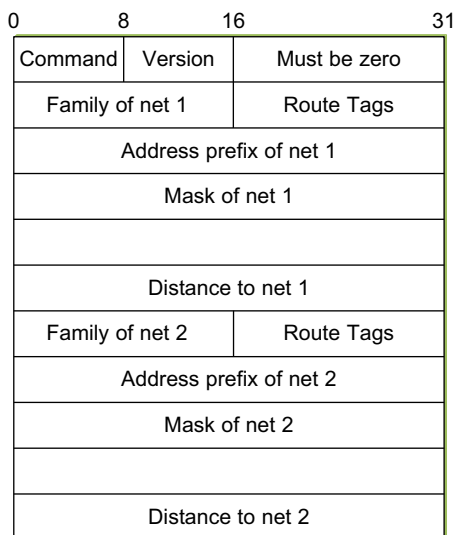 0 8 16 31
Command Version Must be zero
Family of net 1 Route Tags
Address prefix of net 1
Mask of net 1
Distance to net 1
Family of net 2 Route Tags
Address prefix of net 2
Mask of net 2
Distance to net 2